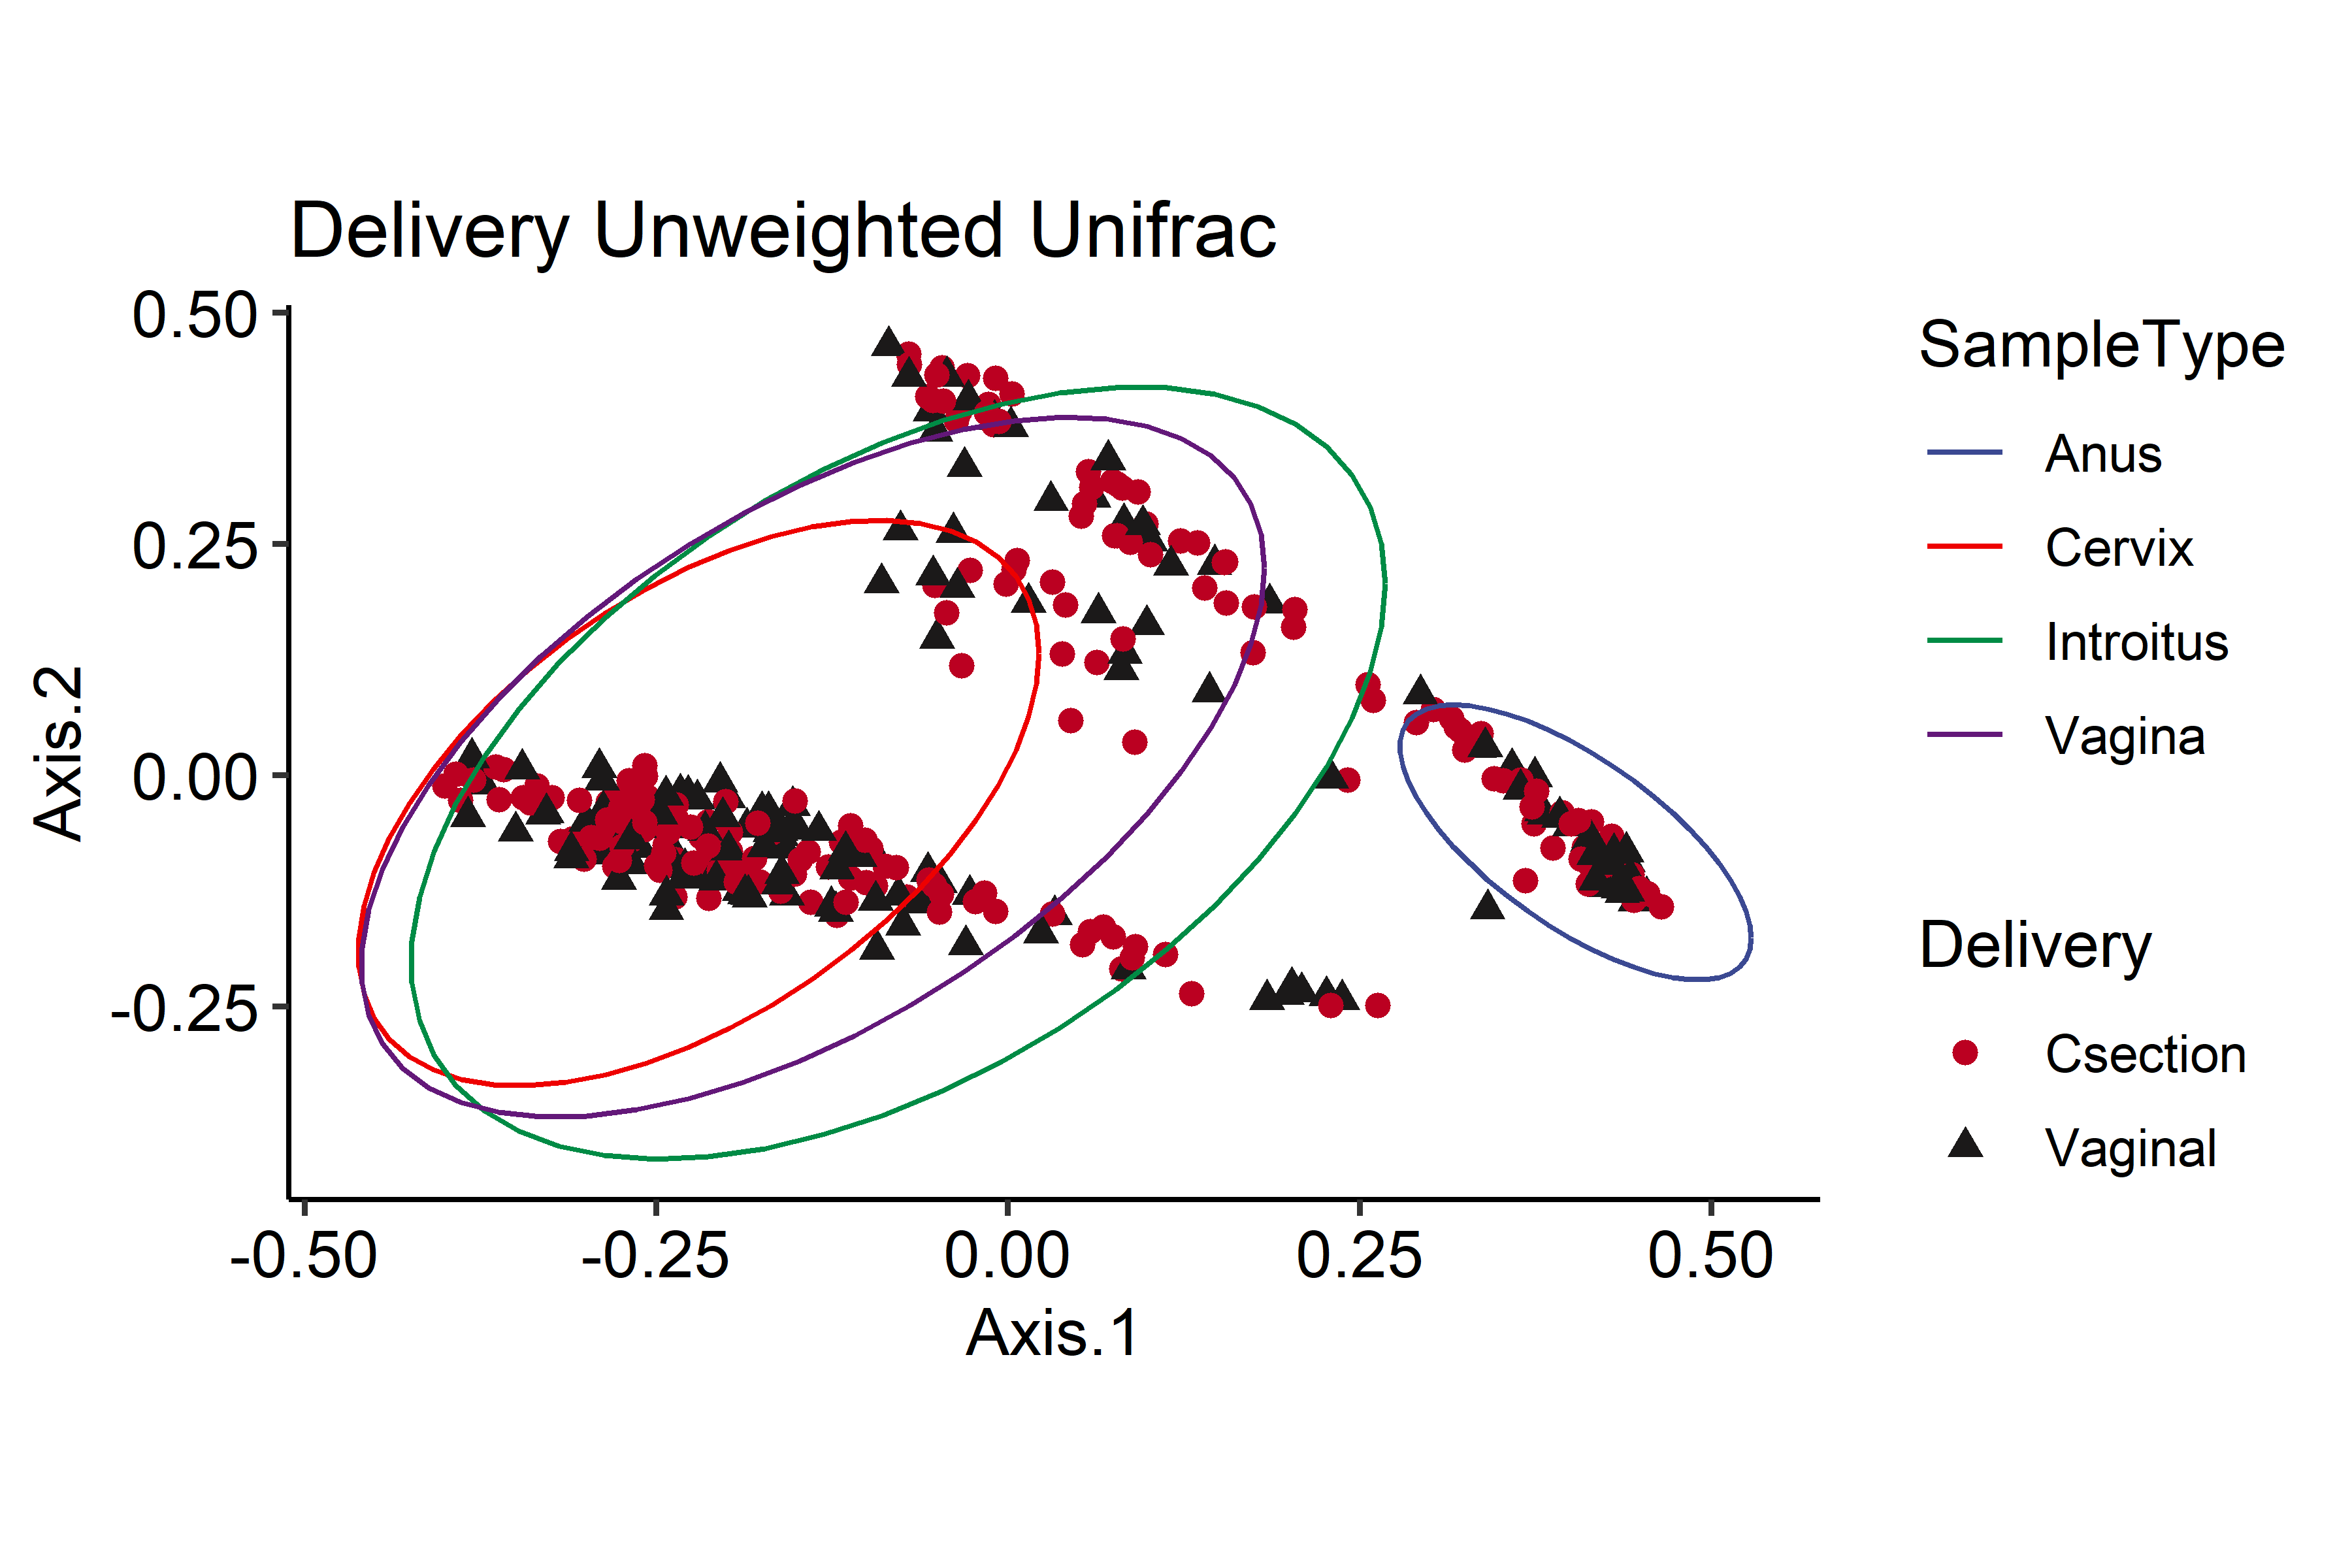 Delivery Unweighted Unifrac
0.50
0.25
0.00
-0.25
Axis.2
-0.50
-0.25
0.00
0.25
0.50
Axis.1
SampleType
Anus
Cervix
Introitus
Vagina
Delivery
Csection
Vaginal